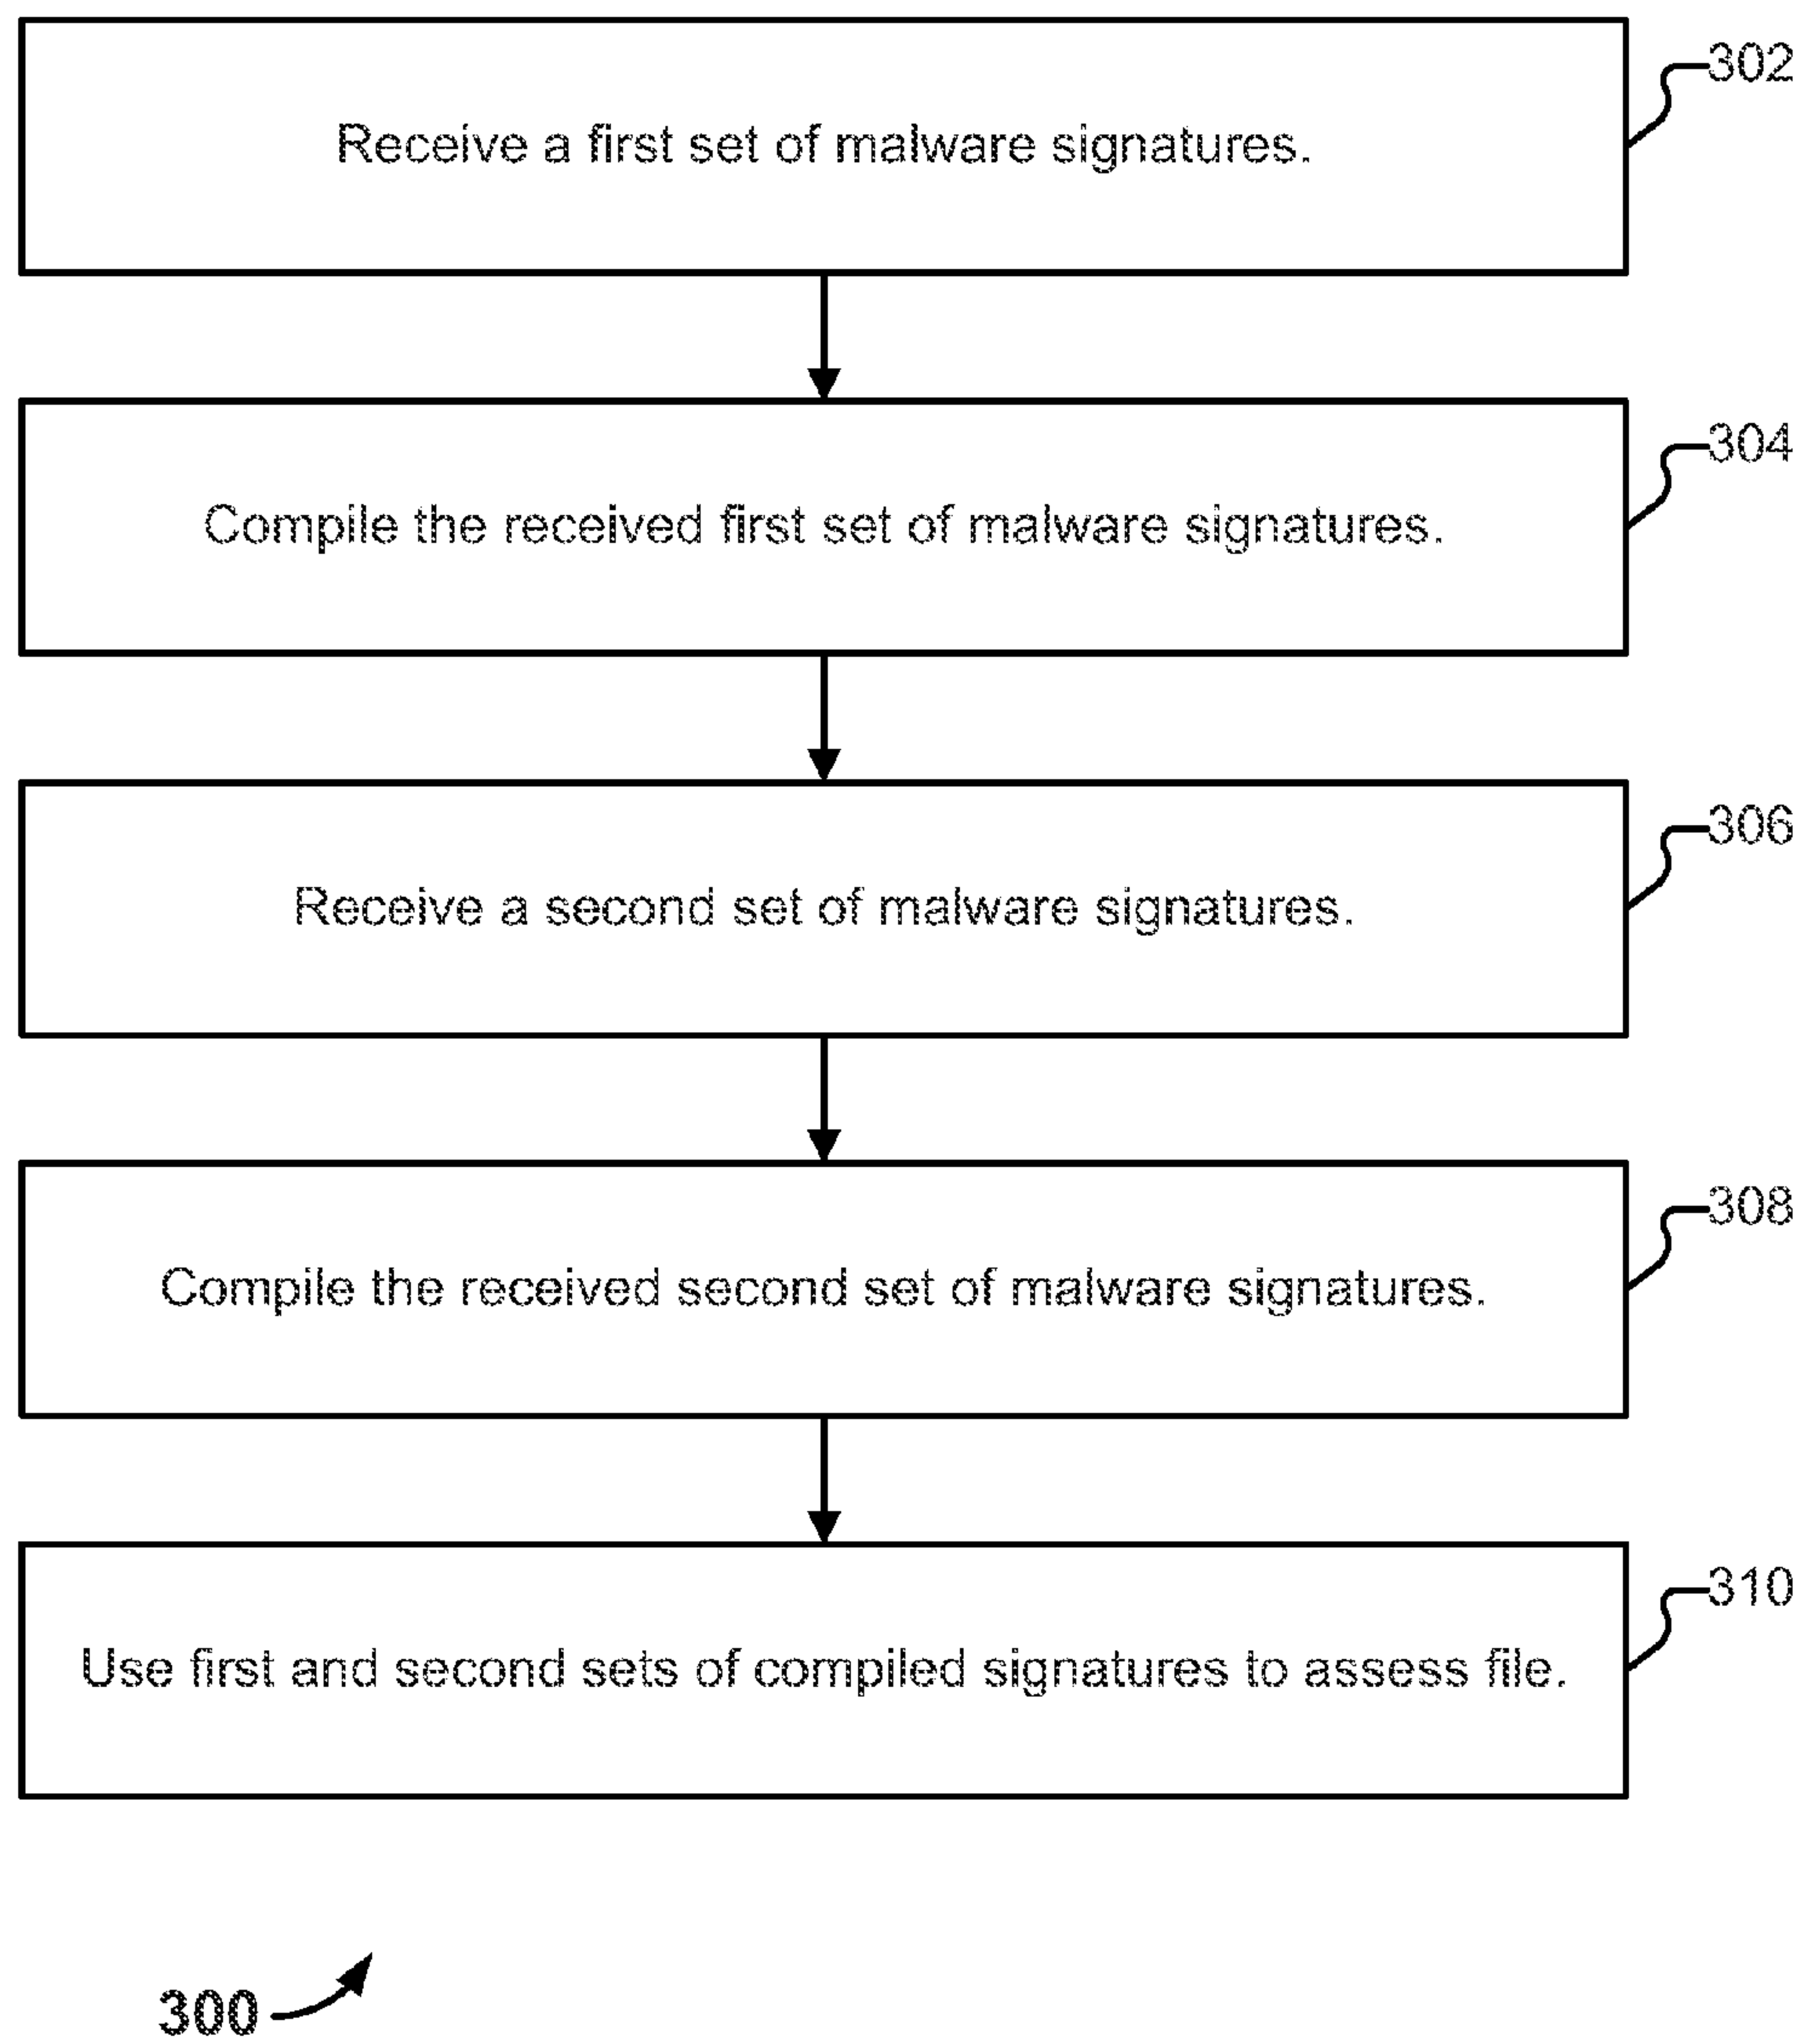 Receive a first set of malware signatures.
302
Compile the received first set of malware signatures.
304
Receive a second set of malware signatures.
306
Compile the received second set of malware signatures.
308
Use first and second sets of compiled signatures to assess file.
310
300